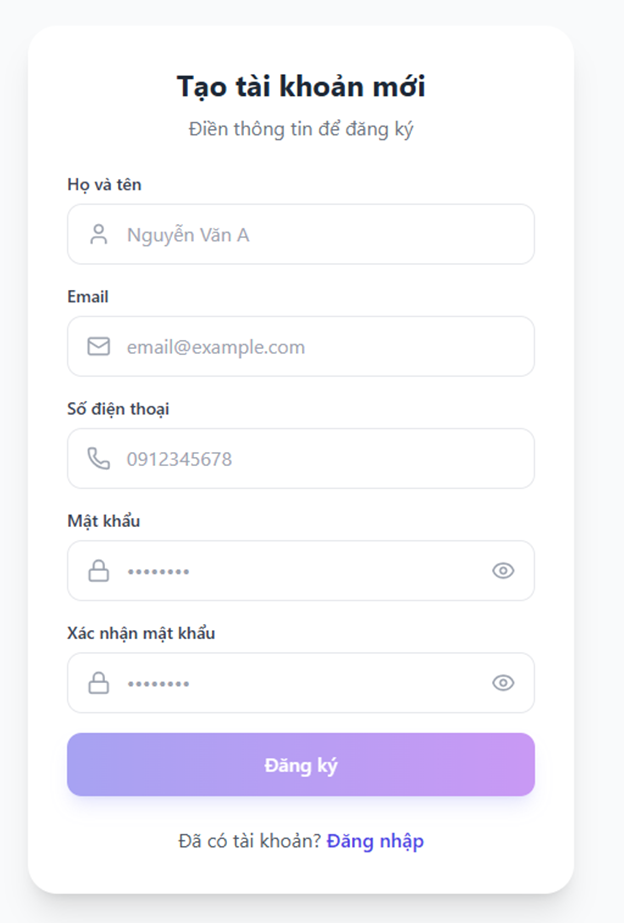 Tạo tài khoản mới
Điền thông tin để đăng ký
Họ và tên
Nguyễn Văn A
Email
email@example.com
Số điện thoại
0912345678
Mật khẩu
••••••••
Xác nhận mật khẩu
••••••••
Đăng ký
Đã có tài khoản? Đăng nhập